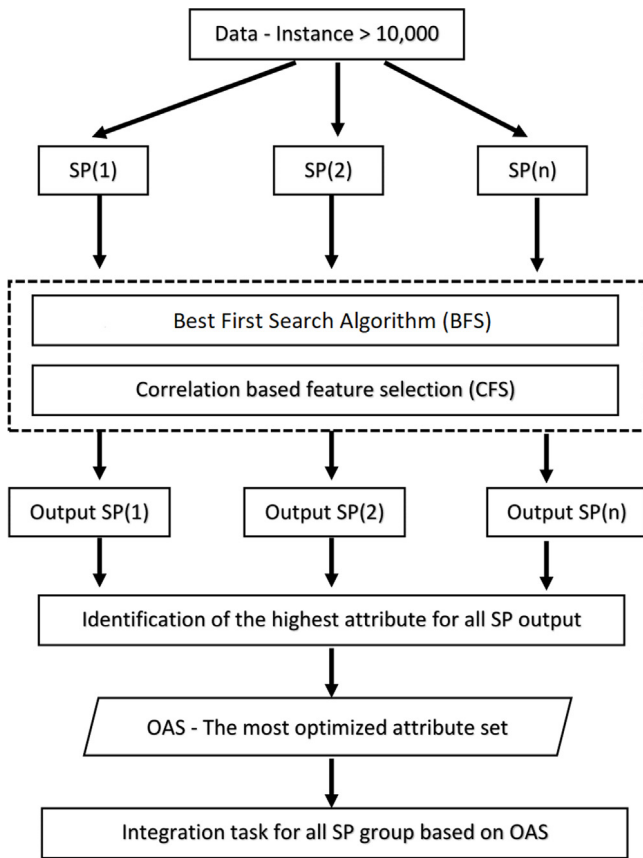 Data - Instance > 10,000
SP(1)
SP(2)
SP(n)
Best First Search Algorithm (BFS)
Correlation based feature selection (CFS)
Output SP(1)
Output SP(2)
Output SP(n)
Identification of the highest attribute for all SP output
OAS - The most optimized attribute set
Integration task for all SP group based on OAS